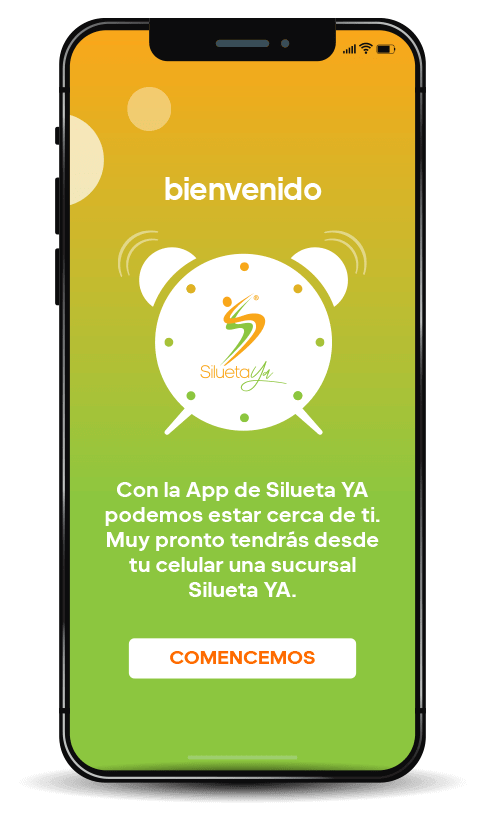 bienvenido
®
Silueta Ya
Con la App de Silueta YA
podemos estar cerca de ti.
Muy pronto tendrás desde
tu celular una sucursal
Silueta YA.
COMENCEMOS